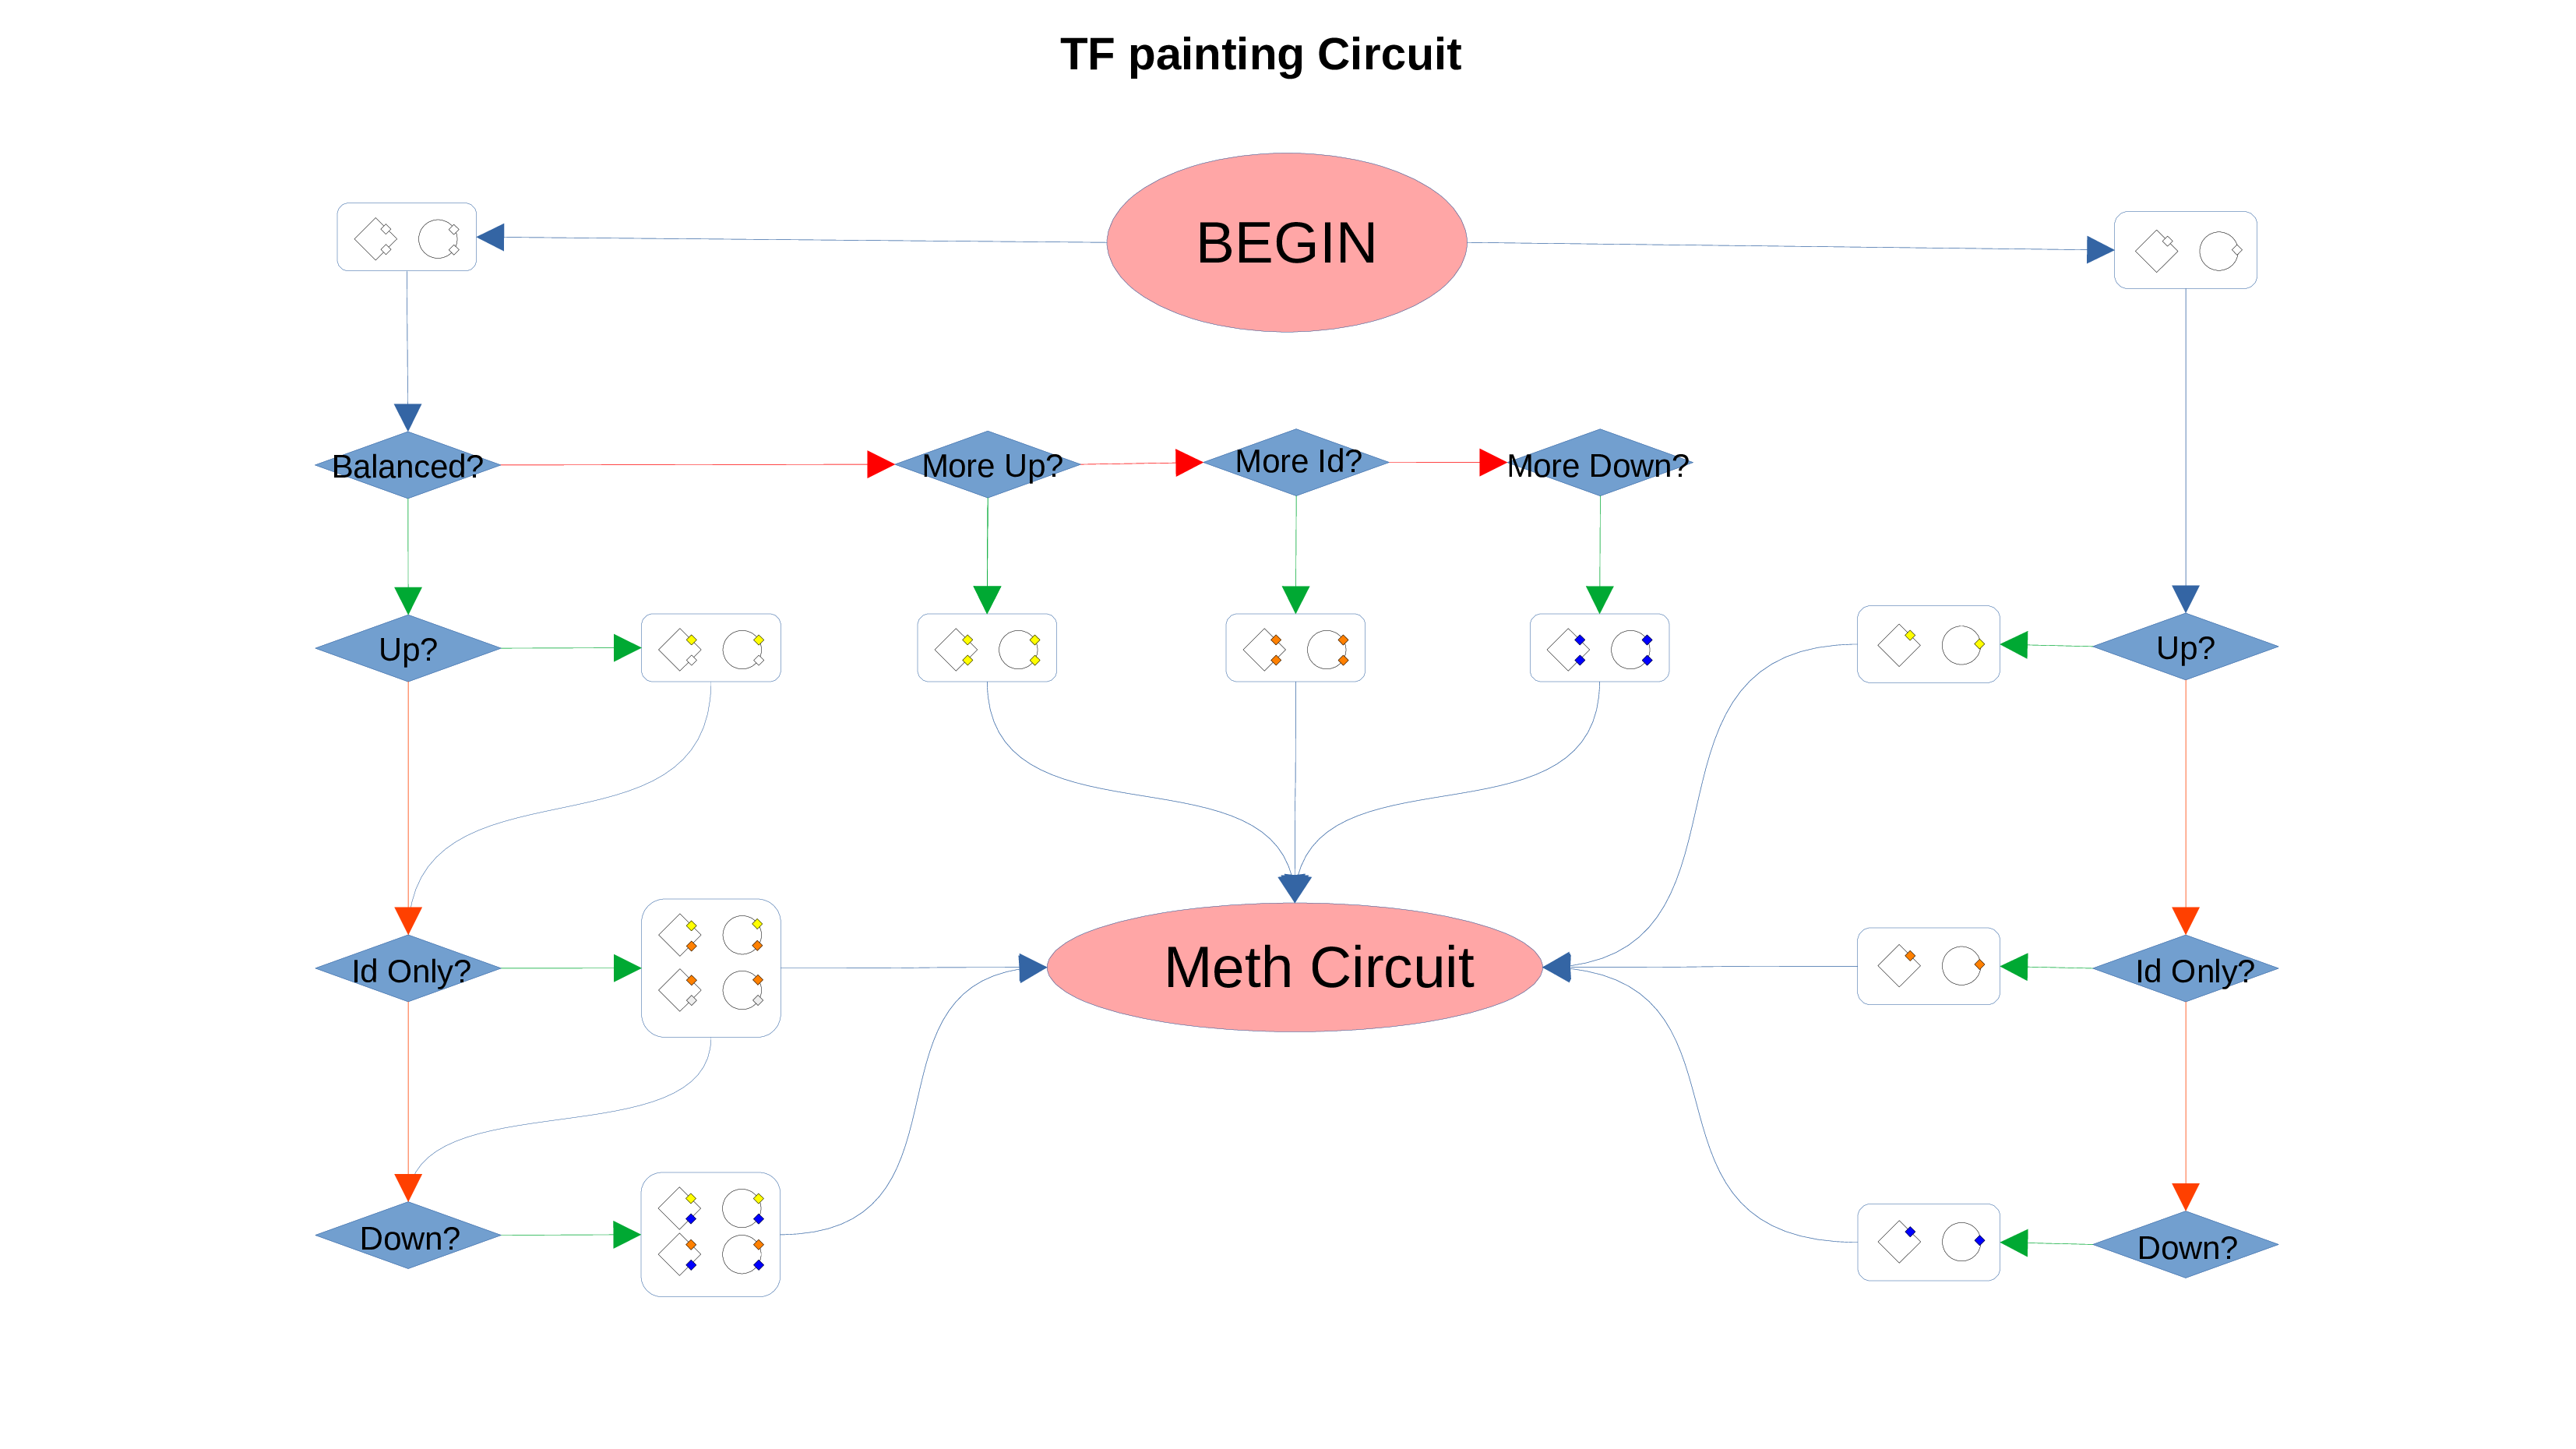 TF painting Circuit
BEGIN
Balanced?
More Up?
More Id?
More Down?
Up?
Up?
Id Only?
Meth Circuit
Id Only?
Down?
Down?